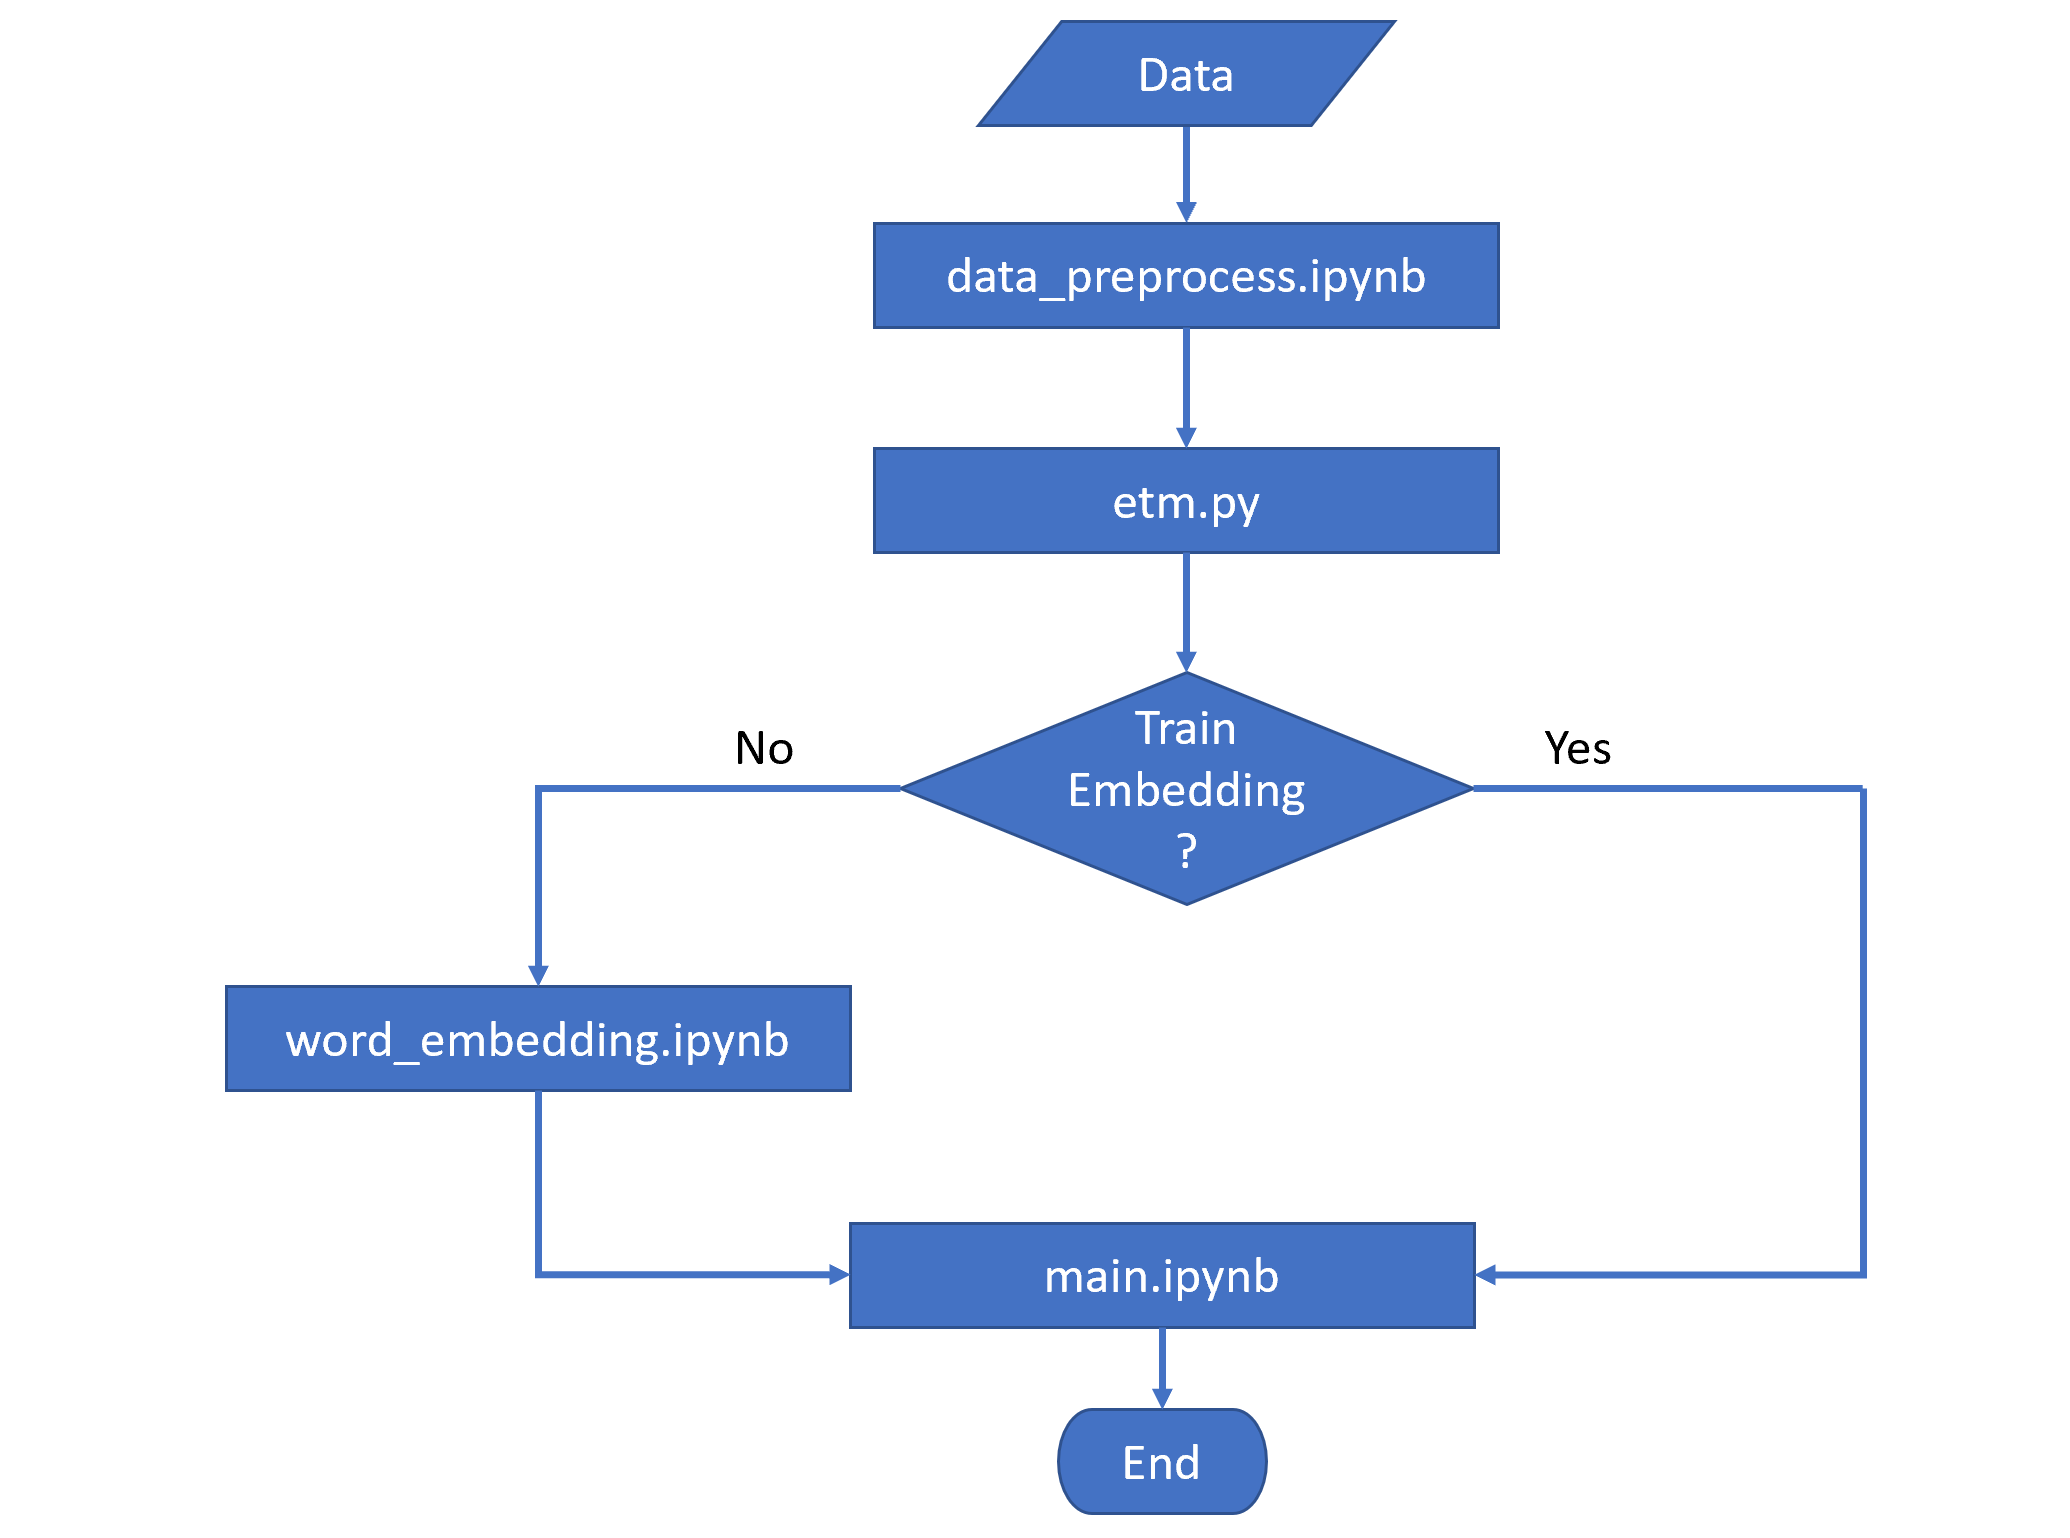 Data
data_preprocess.ipynb
etm.py
Train
Embedding
?
No
Yes
word_embedding.ipynb
main.ipynb
End